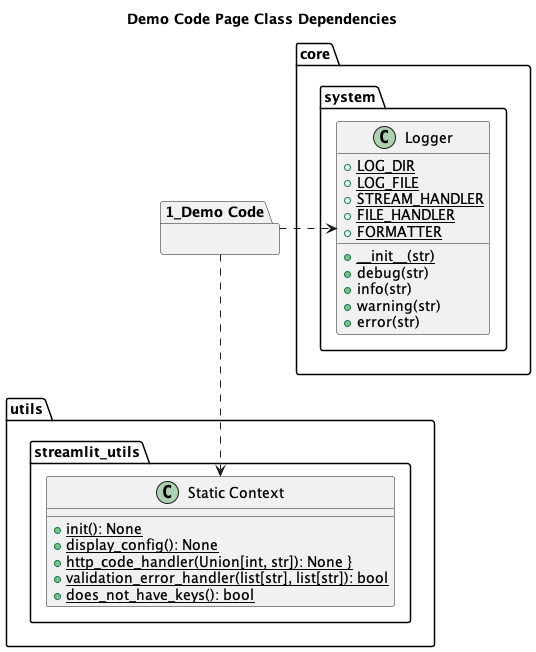 Demo Code Page Class Dependencies
core
system
C Logger
LOG_DIR
LOG_FILE
STREAM_HANDLER
FILE_HANDLER
FORMATTER
__init__(str)
debug(str)
info(str)
warning(str)
error(str)
1_Demo Code
utils
streamlit_utils
C Static Context
init(): None
display_config(): None
http_code_handler(Union[int, str]): None }
validation_error_handler(list[str], list[str]): bool
does_not_have_keys(): bool